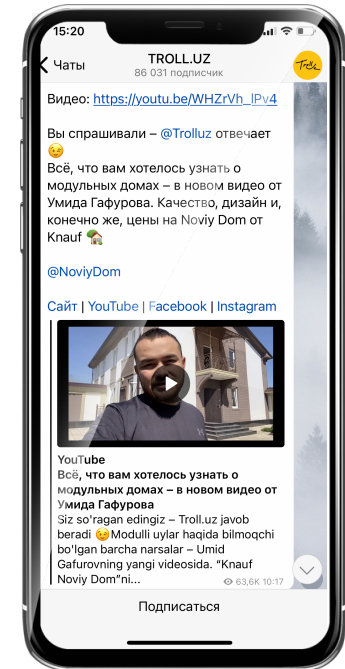 15:20
Чаты
TROLL.UZ
86 031 подписчик
Troll.
Видео: https://youtu.be/WHZrVh_lPv4
Вы спрашивали – @Trolluz отвечает
😉
Всё, что вам хотелось узнать о
модульных домах – в новом видео от
Умида Гафурова. Качество, дизайн и,
конечно же, цены на Noviy Dom от
Knauf 🏡
@NoviyDom
Сайт | YouTube | Facebook | Instagram
YouTube
Всё, что вам хотелось узнать о
модульных домах – в новом видео от
Умида Гафурова
Siz so'ragan edingiz – Troll.uz javob
beradi 😉Modulli uylar haqida bilmoqchi
bo'lgan barcha narsalar – Umid
Gafurovning yangi videosida. “Knauf
Noviy Dom”ni...
63,6K 10:17
Подписаться